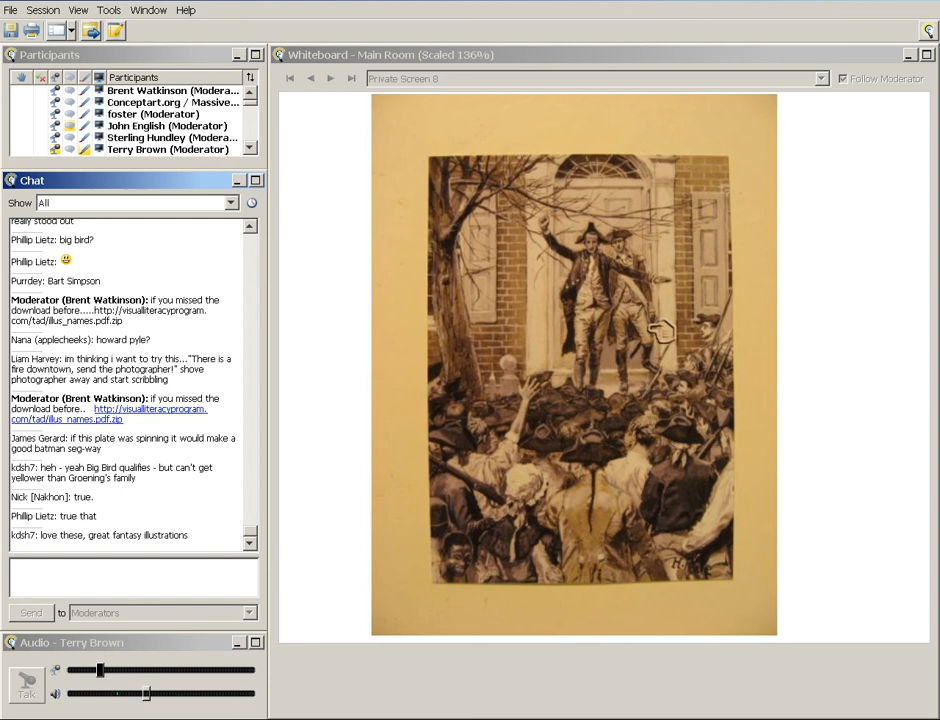 File Session View Tools Window Help
Participants
Participants
Brent Watkinson (Modera...
Conceptart.org / Massive...
foster (Moderator)
John English (Moderator)
Sterling Hundley (Modera...
Terry Brown (Moderator)
Chat
Show All
really stood out
Phillip Lietz: big bird?
Phillip Lietz:
Purrdey: Bart Simpson
Moderator (Brent Watkinson): if you missed the
download before.....http://visualliteracyprogram.
com/tad/illus_names.pdf.zip
Nana (applecheeks): howard pyle?
Liam Harvey: im thinking i want to try this..."There is a
fire downtown, send the photographer!" shove
photographer away and start scribbling
Moderator (Brent Watkinson): if you missed the
download before.. http://visualliteracyprogram.
com/tad/illus_names.pdf.zip
James Gerard: if this plate was spinning it would make a
good batman seg-way
kdsh7: heh - yeah Big Bird qualifies - but can't get
yellower than Groening's family
Nick [Nakhon]: true.
Phillip Lietz: true that
kdsh7: love these, great fantasy illustrations
Send to Moderators
Audio - Terry Brown
Talk
Whiteboard - Main Room (Scaled 136%)
Private Screen 8
Follow Moderator